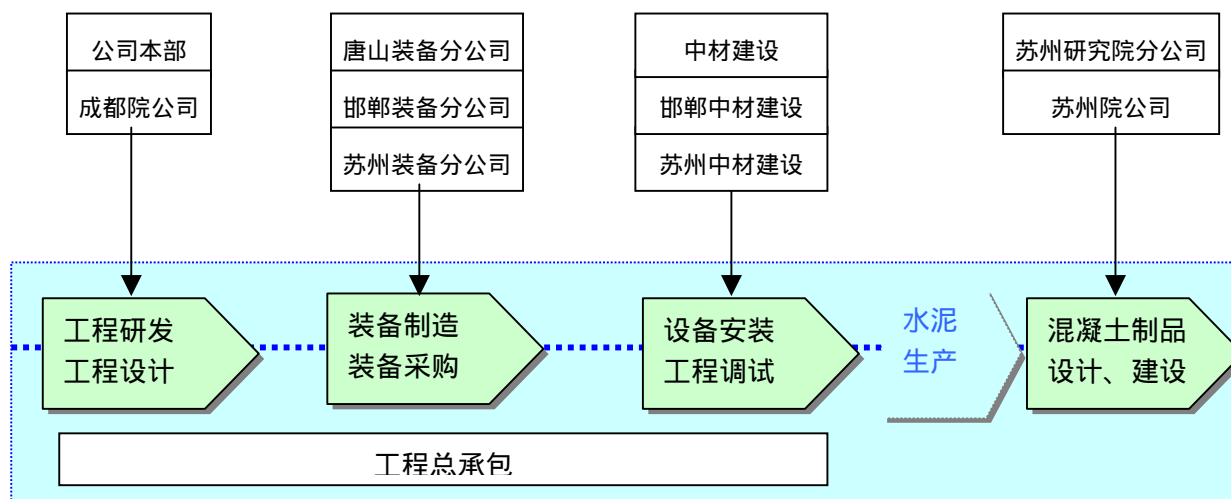 公司本部
成都院公司
唐山装备分公司
邯郸装备分公司
苏州装备分公司
中材建设
邯郸中材建设
苏州中材建设
苏州研究院分公司
苏州院公司
工程研发
工程设计
装备制造
装备采购
设备安装
工程调试
水泥
生产
混凝土制品
设计、建设
工程总承包